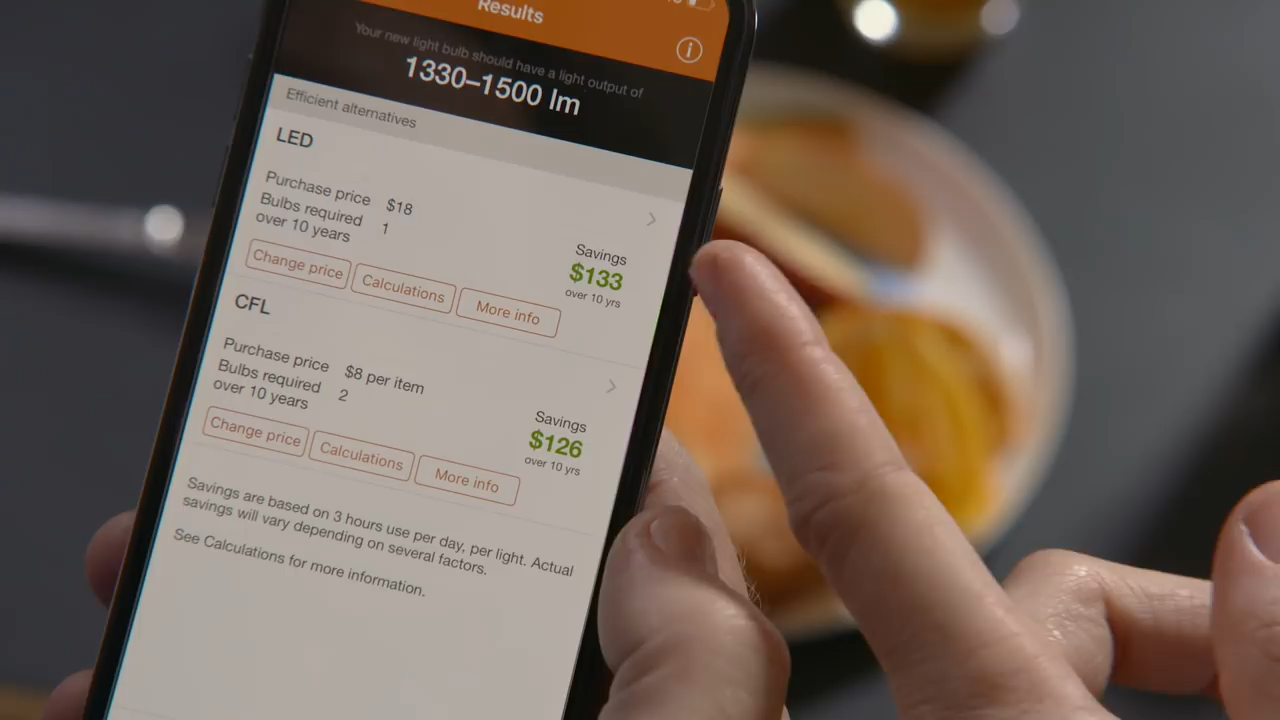 Results
Your new light bulb should have a light output of
1330–1500 lm
Efficient alternatives
LED
Purchase price $18
Bulbs required
over 10 years 1
Savings
$133
over 10 yrs
Change price
Calculations
More info
CFL
Purchase price $8 per item
Bulbs required
over 10 years 2
Savings
$126
over 10 yrs
Change price
Calculations
More info
Savings are based on 3 hours use per day, per light. Actual
savings will vary depending on several factors.
See Calculations for more information.